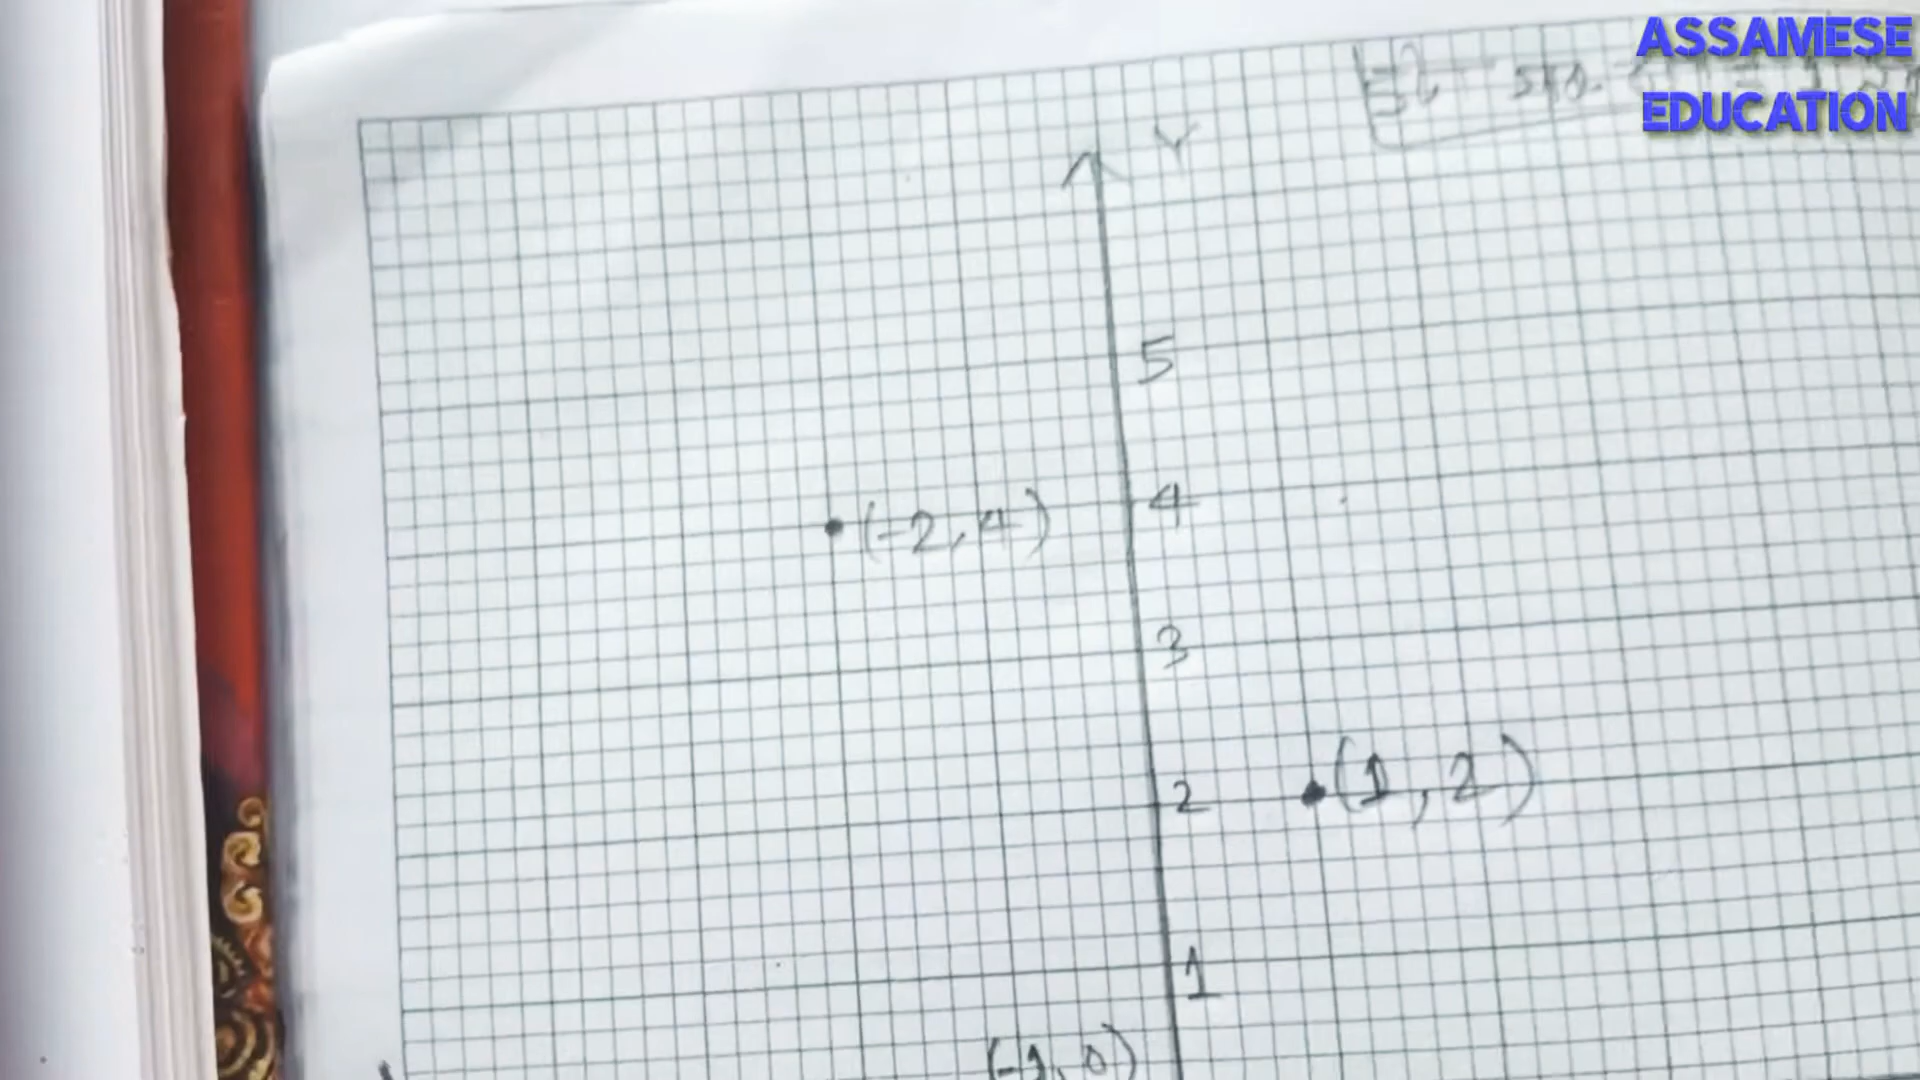 ASSAMESE
EDUCATION
Y
5
(-2, 4)
4
3
2
(1, 2)
1
(-1, 0)